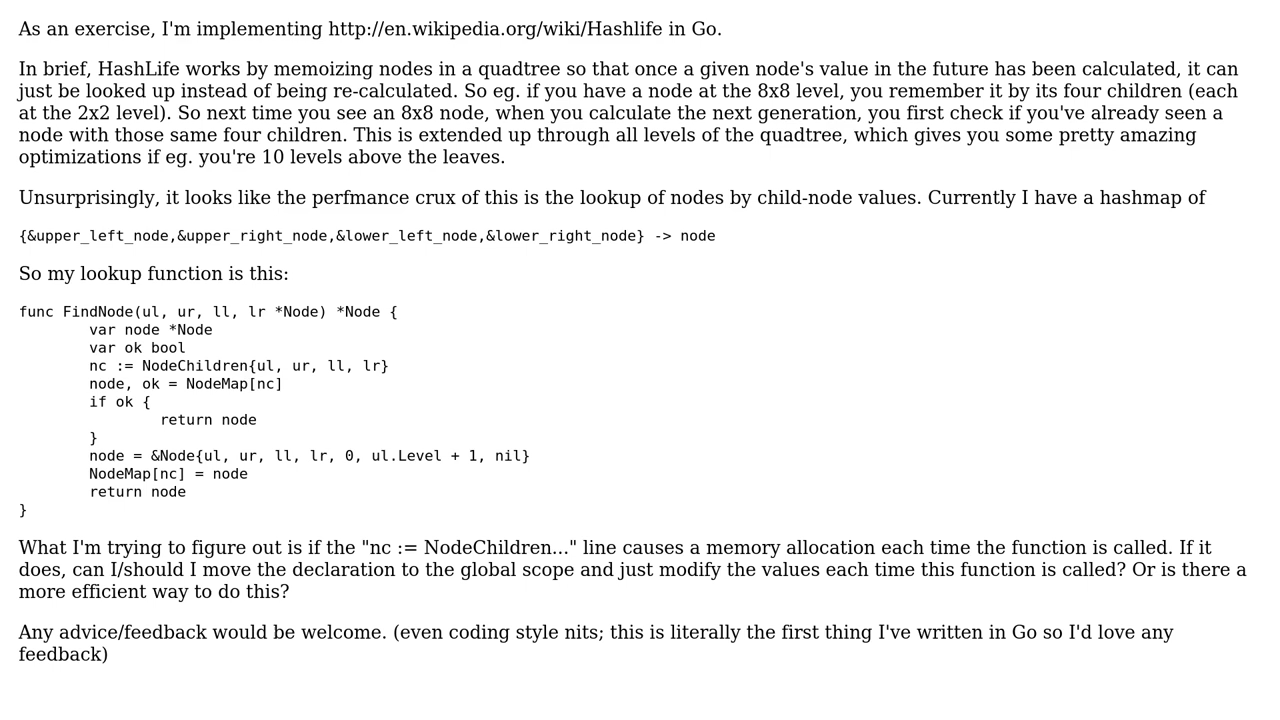 As an exercise, I'm implementing http://en.wikipedia.org/wiki/Hashlife in Go.
In brief, HashLife works by memoizing nodes in a quadtree so that once a given node's value in the future has been calculated, it can
just be looked up instead of being re-calculated. So eg. if you have a node at the 8x8 level, you remember it by its four children (each
at the 2x2 level). So next time you see an 8x8 node, when you calculate the next generation, you first check if you've already seen a
node with those same four children. This is extended up through all levels of the quadtree, which gives you some pretty amazing
optimizations if eg. you're 10 levels above the leaves.
Unsurprisingly, it looks like the perfmance crux of this is the lookup of nodes by child-node values. Currently I have a hashmap of
{&upper_left_node,&upper_right_node,&lower_left_node,&lower_right_node} -> node
So my lookup function is this:
func FindNode(ul, ur, ll, lr *Node) *Node {
        var node *Node
        var ok bool
        nc := NodeChildren{ul, ur, ll, lr}
        node, ok = NodeMap[nc]
        if ok {
                return node
        }
        node = &Node{ul, ur, ll, lr, 0, ul.Level + 1, nil}
        NodeMap[nc] = node
        return node
}
What I'm trying to figure out is if the "nc := NodeChildren..." line causes a memory allocation each time the function is called. If it
does, can I/should I move the declaration to the global scope and just modify the values each time this function is called? Or is there a
more efficient way to do this?
Any advice/feedback would be welcome. (even coding style nits; this is literally the first thing I've written in Go so I'd love any
feedback)